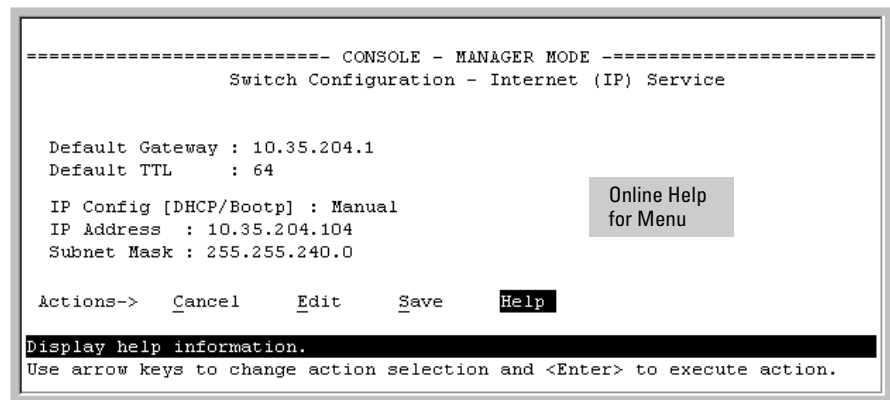 ==========================- CONSOLE - MANAGER MODE -========================
Switch Configuration - Internet (IP) Service
Default Gateway : 10.35.204.1
Default TTL : 64
IP Config [DHCP/Bootp] : Manual
IP Address : 10.35.204.104
Subnet Mask : 255.255.240.0
Online Help
for Menu
Actions-> Cancel Edit Save Help
Display help information.
Use arrow keys to change action selection and <Enter> to execute action.